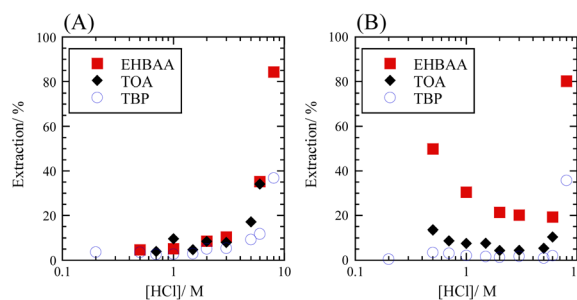 (A)
100
80
60
40
20
0
Extraction/ %
EHBAA
TOA
TBP
0.1
1
10
[HCl]/ M
(B)
100
80
60
40
20
0
Extraction/ %
EHBAA
TOA
TBP
0.1
1
1
[HCl]/ M